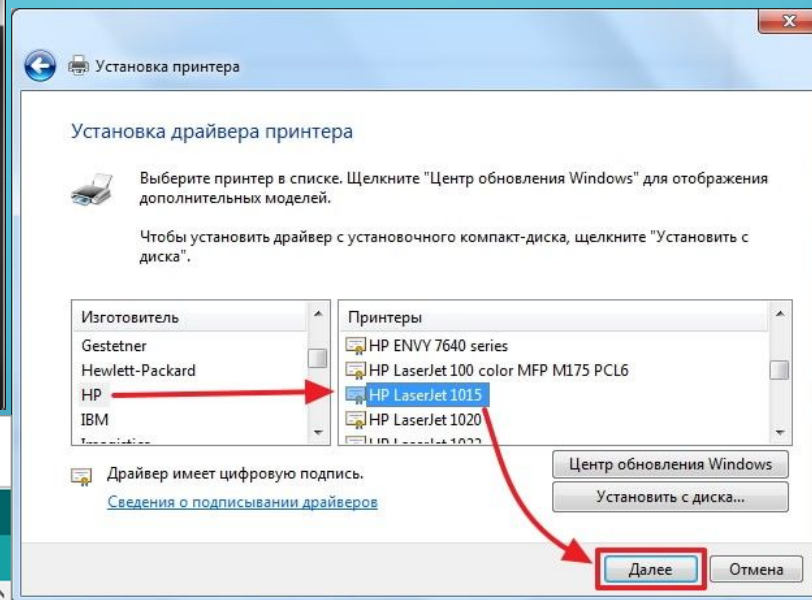 Установка принтера
Установка драйвера принтера
Выберите принтер в списке. Щелкните "Центр обновления Windows" для отображения
дополнительных моделей.
Чтобы установить драйвер с установочного компакт-диска, щелкните "Установить с
диска".
Изготовитель
Gestetner
Hewlett-Packard
HP
IBM
Принтеры
HP ENVY 7640 series
HP LaserJet 100 color MFP M175 PCL6
HP LaserJet 1015
HP LaserJet 1020
Драйвер имеет цифровую подпись.
Сведения о подписывании драйверов
Центр обновления Windows
Установить с диска...
Далее
Отмена